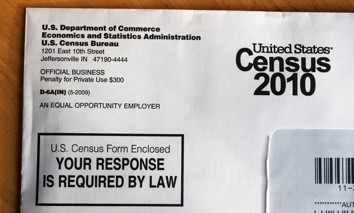 U.S. Department of Commerce
Economics and Statistics Administration
U.S. Census Bureau
1201 East 10th Street
Jeffersonville IN 47190-4444
OFFICIAL BUSINESS
Penalty for Private Use $300
D-6A(IN) (5-2009)
AN EQUAL OPPORTUNITY EMPLOYER
United States
Census
2010
U.S. Census Form Enclosed
YOUR RESPONSE
IS REQUIRED BY LAW
11-